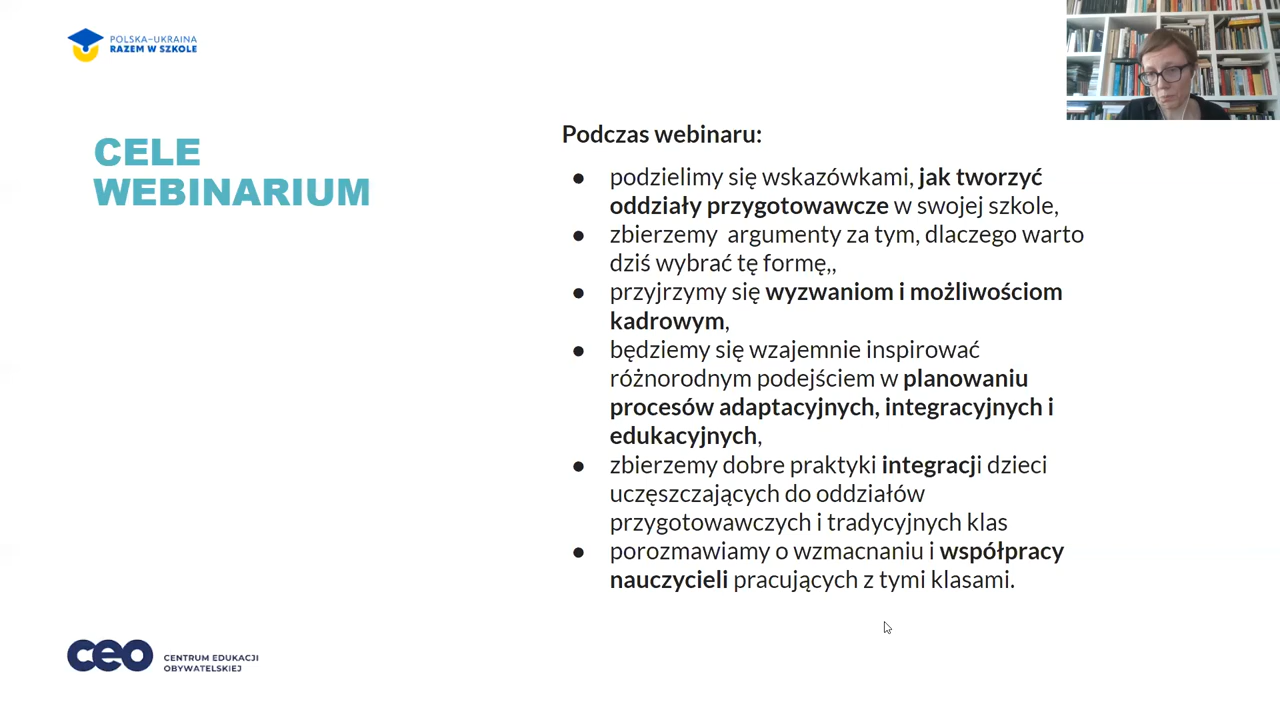 POLSKA–UKRAINA
RAZEM W SZKOLE
CELE
WEBINARIUM
Podczas webinaru:
● podzielimy się wskazówkami, jak tworzyć
oddziały przygotowawcze w swojej szkole,
● zbierzemy  argumenty za tym, dlaczego warto
dziś wybrać tę formę,,
● przyjrzymy się wyzwaniom i możliwościom
kadrowym,
● będziemy się wzajemnie inspirować
różnorodnym podejściem w planowaniu
procesów adaptacyjnych, integracyjnych i
edukacyjnych,
● zbierzemy dobre praktyki integracji dzieci
uczęszczających do oddziałów
przygotowawczych i tradycyjnych klas
● porozmawiamy o wzmacnaniu i współpracy
nauczycieli pracujących z tymi klasami.
ceo CENTRUM EDUKACJI
OBYWATELSKIEJ